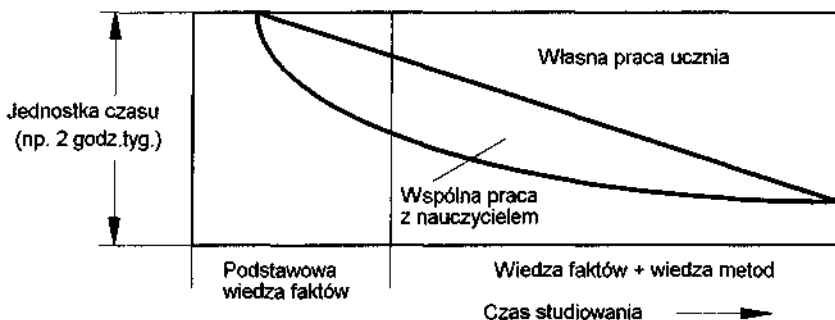 Własna praca ucznia
Jednostka czasu
(np. 2 godz.tyg.)
Wspólna praca
z nauczycielem
Podstawowa
wiedza faktów
Wiedza faktów + wiedza metod
Czas studiowania